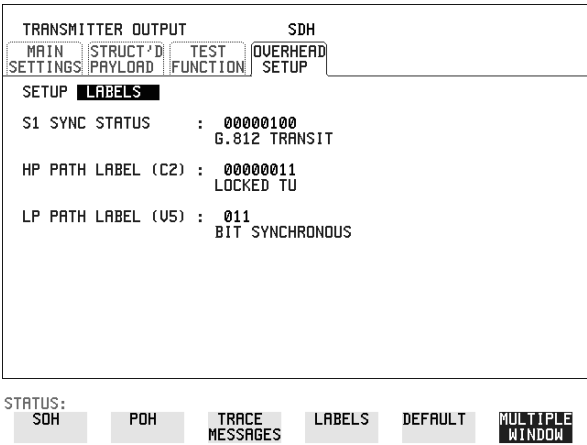 TRANSMITTER OUTPUT SDH
MAIN SETTINGS STRUCT'D PAYLOAD TEST FUNCTION OVERHEAD SETUP
SETUP LABELS
S1 SYNC STATUS : 00000100
G.812 TRANSIT
HP PATH LABEL (C2) : 00000011
LOCKED TU
LP PATH LABEL (V5) : 011
BIT SYNCHRONOUS
STATUS:
SOH POH TRACE MESSAGES LABELS DEFAULT MULTIPLE WINDOW